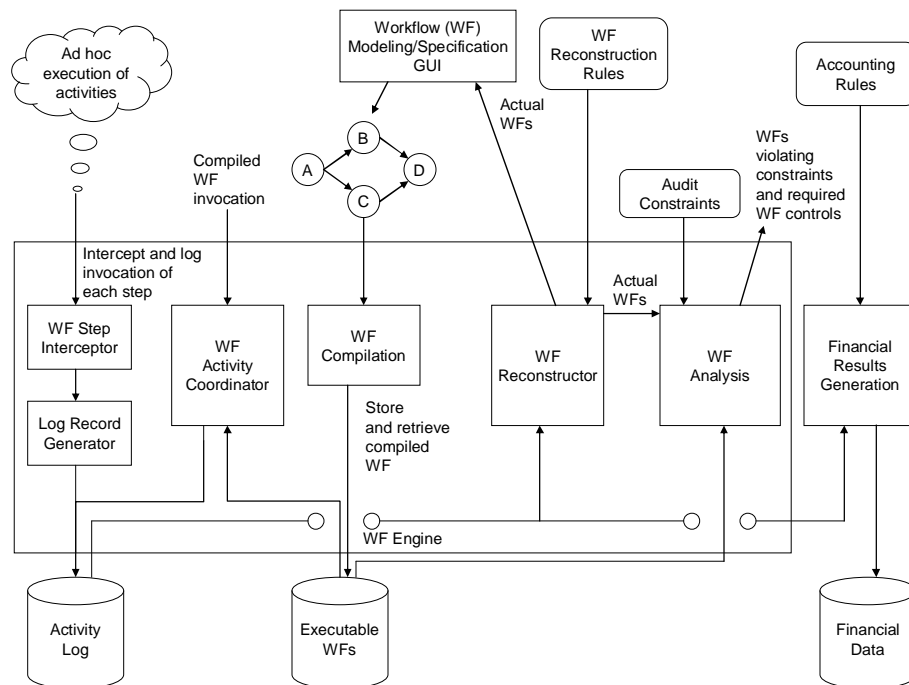 Ad hoc
execution of
activities
Workflow (WF)
Modeling/Specification
GUI
WF
Reconstruction
Rules
Accounting
Rules
Actual
WFs
B
A
D
C
Compiled
WF
invocation
WFs
violating
constraints
and required
WF controls
Audit
Constraints
Intercept and log
invocation of
each step
Actual
WFs
WF Step
Interceptor
WF
Activity
Coordinator
WF
Compilation
WF
Reconstructor
WF
Analysis
Financial
Results
Generation
Log Record
Generator
Store
and retrieve
compiled
WF
WF Engine
Activity
Log
Executable
WFs
Financial
Data